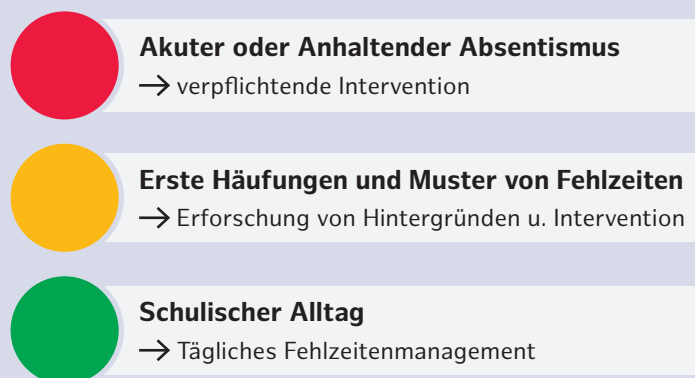 Akuter oder Anhaltender Absentismus
→ verpflichtende Intervention
Erste Häufungen und Muster von Fehlzeiten
→ Erforschung von Hintergründen u. Intervention
Schulischer Alltag
→ Tägliches Fehlzeitenmanagement